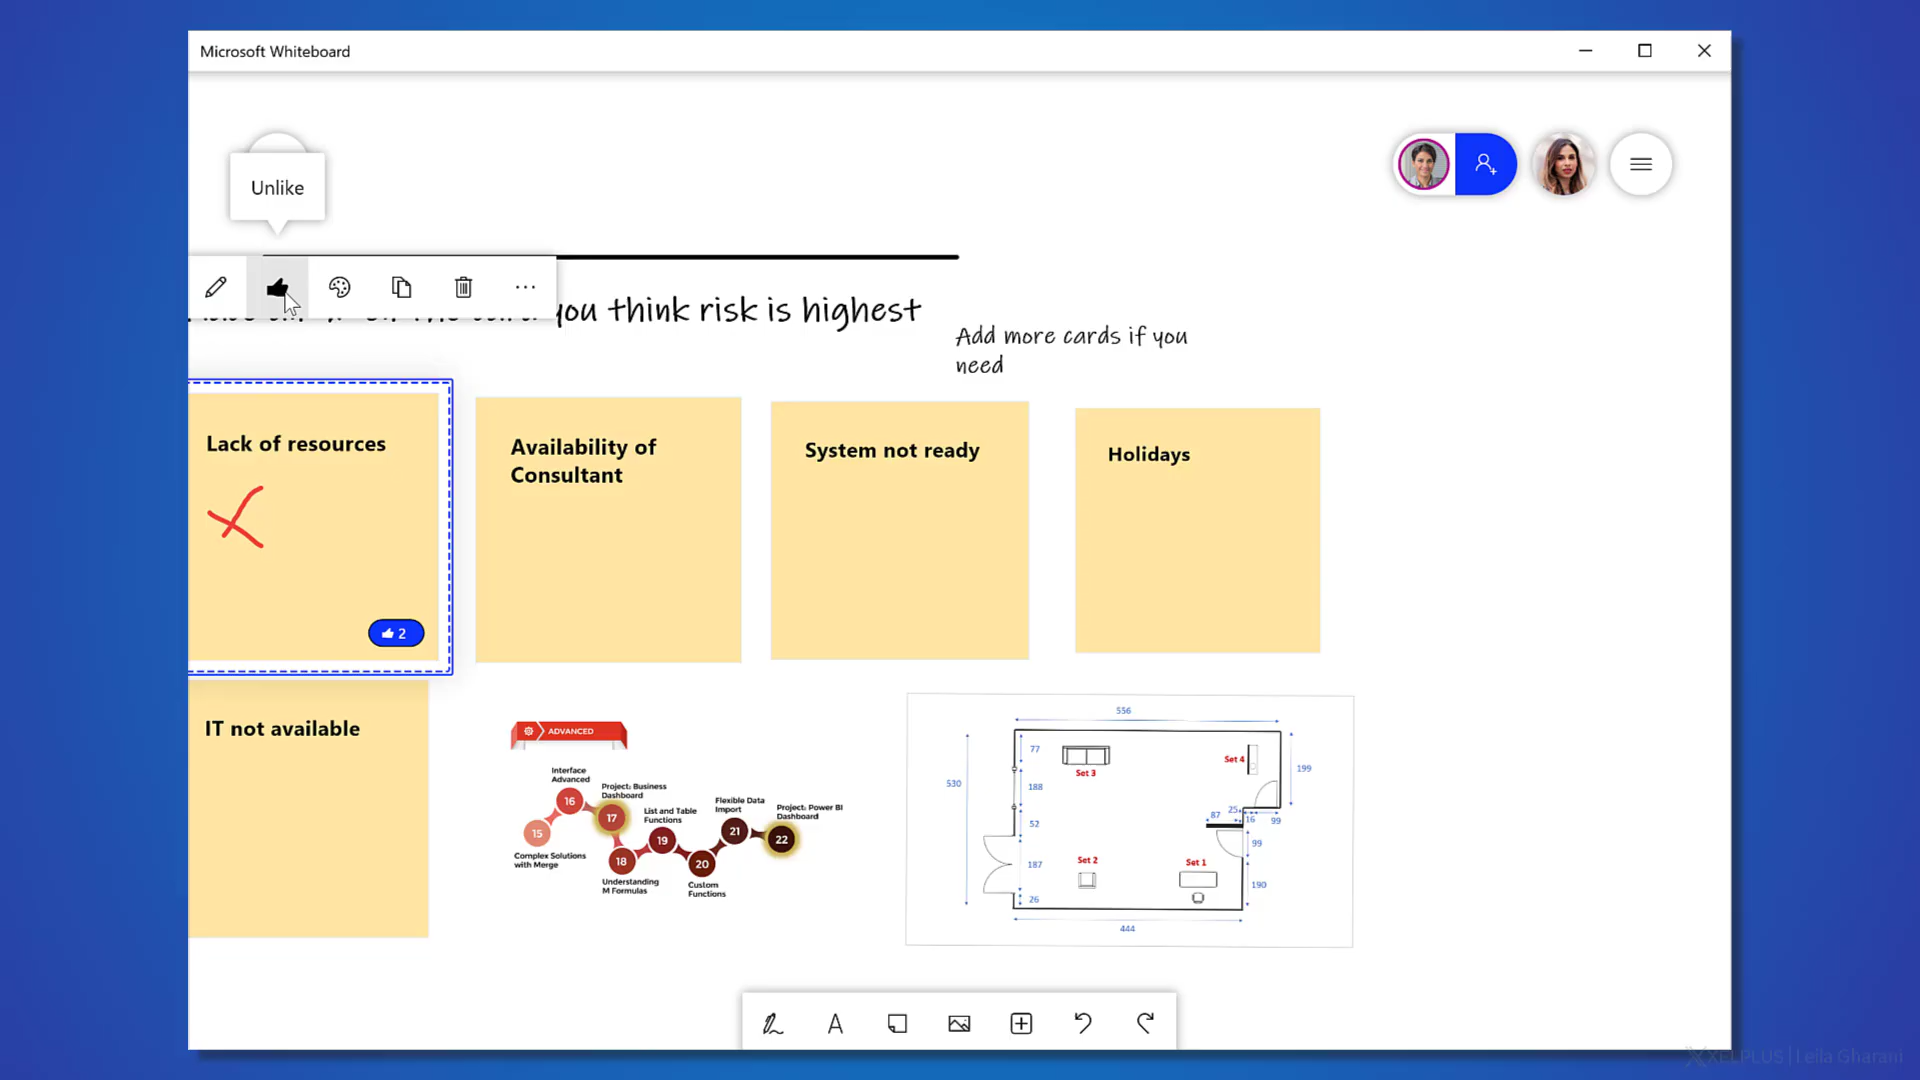 Microsoft Whiteboard
Unlike
you think risk is highest
Add more cards if you
need
Lack of resources
2
Availability of
Consultant
System not ready
Holidays
IT not available
ADVANCED
Interface
Advanced
16
Project: Business
Dashboard
17
List and Table
Functions
19
Flexible Data
Import
21
Project: Power BI
Dashboard
22
15
Complex Solutions
with Merge
18
Understanding
M Formulas
20
Custom
Functions
556
530
77
188
52
187
26
Set 3
Set 4
199
87
25
16
99
99
Set 2
Set 1
190
444
XELPLUS | Leila Gharani